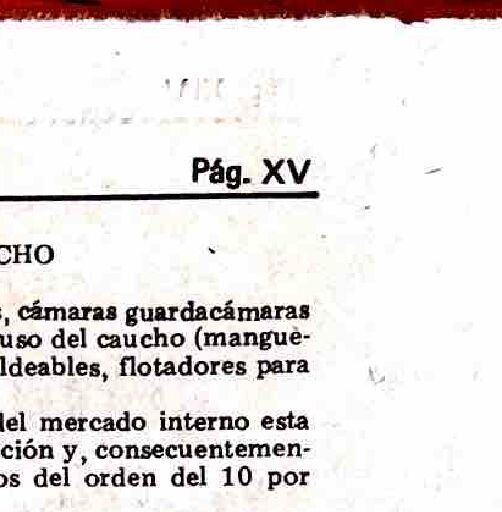 Pág. XV
CHO
, cámaras guardacámaras
uso del caucho (mangue-
ldeables, flotadores para
del mercado interno esta
ción y, consecuentemen-
os del orden del 10 por